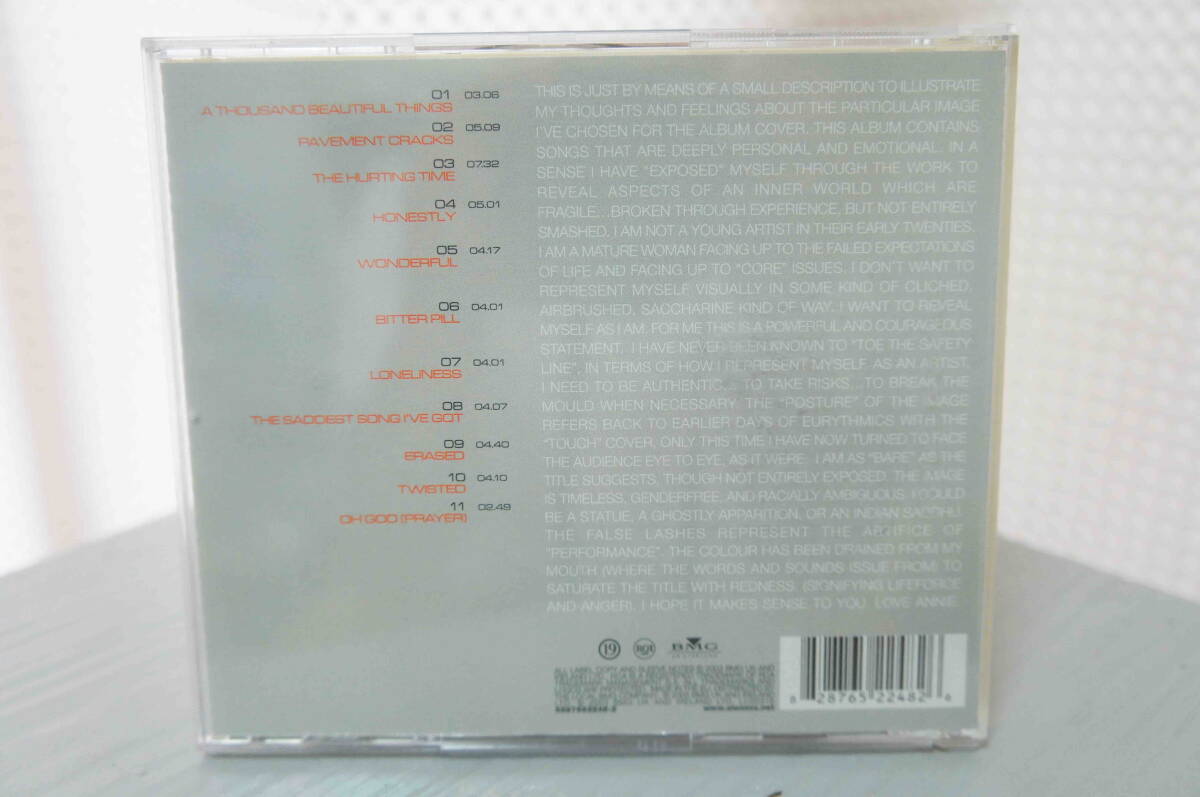 01 03.06
A THOUSAND BEAUTIFUL THINGS
02 05.09
PAVEMENT CRACKS
03 07.32
THE HURTING TIME
04 05.01
HONESTLY
05 04.17
WONDERFUL
06 04.01
BITTER PILL
07 04.01
LONELINESS
08 04.07
THE SADDEST SONG I'VE GOT
09 04.40
ERASED
10 04.10
TWISTED
11 02.49
OH GOD (PRAYER)
THIS IS JUST BY MEANS OF A SMALL DESCRIPTION TO ILLUSTRATE
MY THOUGHTS AND FEELINGS ABOUT THE PARTICULAR IMAGE
I'VE CHOSEN FOR THE ALBUM COVER. THIS ALBUM CONTAINS
SONGS THAT ARE DEEPLY PERSONAL AND EMOTIONAL. IN A
SENSE I HAVE "EXPOSED" MYSELF THROUGH THE WORK TO
REVEAL ASPECTS OF AN INNER WORLD WHICH ARE
FRAGILE...BROKEN THROUGH EXPERIENCE, BUT NOT ENTIRELY
SMASHED. I AM NOT A YOUNG ARTIST IN THEIR EARLY TWENTIES.
I AM A MATURE WOMAN FACING UP TO THE FAILED EXPECTATIONS
OF LIFE AND FACING UP TO "CORE" ISSUES. I DON'T WANT TO
REPRESENT MYSELF VISUALLY IN SOME KIND OF CLICHED,
AIRBRUSHED, SACCHARINE KIND OF WAY. I WANT TO REVEAL
MYSELF AS I AM. FOR ME THIS IS A POWERFUL AND COURAGEOUS
STATEMENT. I HAVE NEVER BEEN KNOWN TO "TOE THE SAFETY
LINE", IN TERMS OF HOW I REPRESENT MYSELF AS AN ARTIST.
I NEED TO BE AUTHENTIC... TO TAKE RISKS...TO BREAK THE
MOULD WHEN NECESSARY. THE "POSTURE" OF THE IMAGE
REFERS BACK TO EARLIER DAYS OF EURYTHMICS WITH THE
"TOUCH" COVER, ONLY THIS TIME I HAVE NOW TURNED TO FACE
THE AUDIENCE EYE TO EYE, AS IT WERE. I AM AS "BARE" AS THE
TITLE SUGGESTS, THOUGH NOT ENTIRELY EXPOSED. THE IMAGE
IS TIMELESS, GENDERFREE, AND RACIALLY AMBIGUOUS. I COULD
BE A STATUE, A GHOSTLY APPARITION, OR AN INDIAN SADDHU.
THE FALSE LASHES REPRESENT THE ARTIFICE OF
"PERFORMANCE". THE COLOUR HAS BEEN DRAINED FROM MY
MOUTH (WHERE THE WORDS AND SOUNDS ISSUE FROM) TO
SATURATE THE TITLE WITH REDNESS. (SIGNIFYING LIFEFORCE
AND ANGER). I HOPE IT MAKES SENSE TO YOU. LOVE ANNIE.
19 RCA BMG
ALL LABEL COPY AND SLEEVE NOTES © 2003 BMG UK AND
8 28765 22482 6